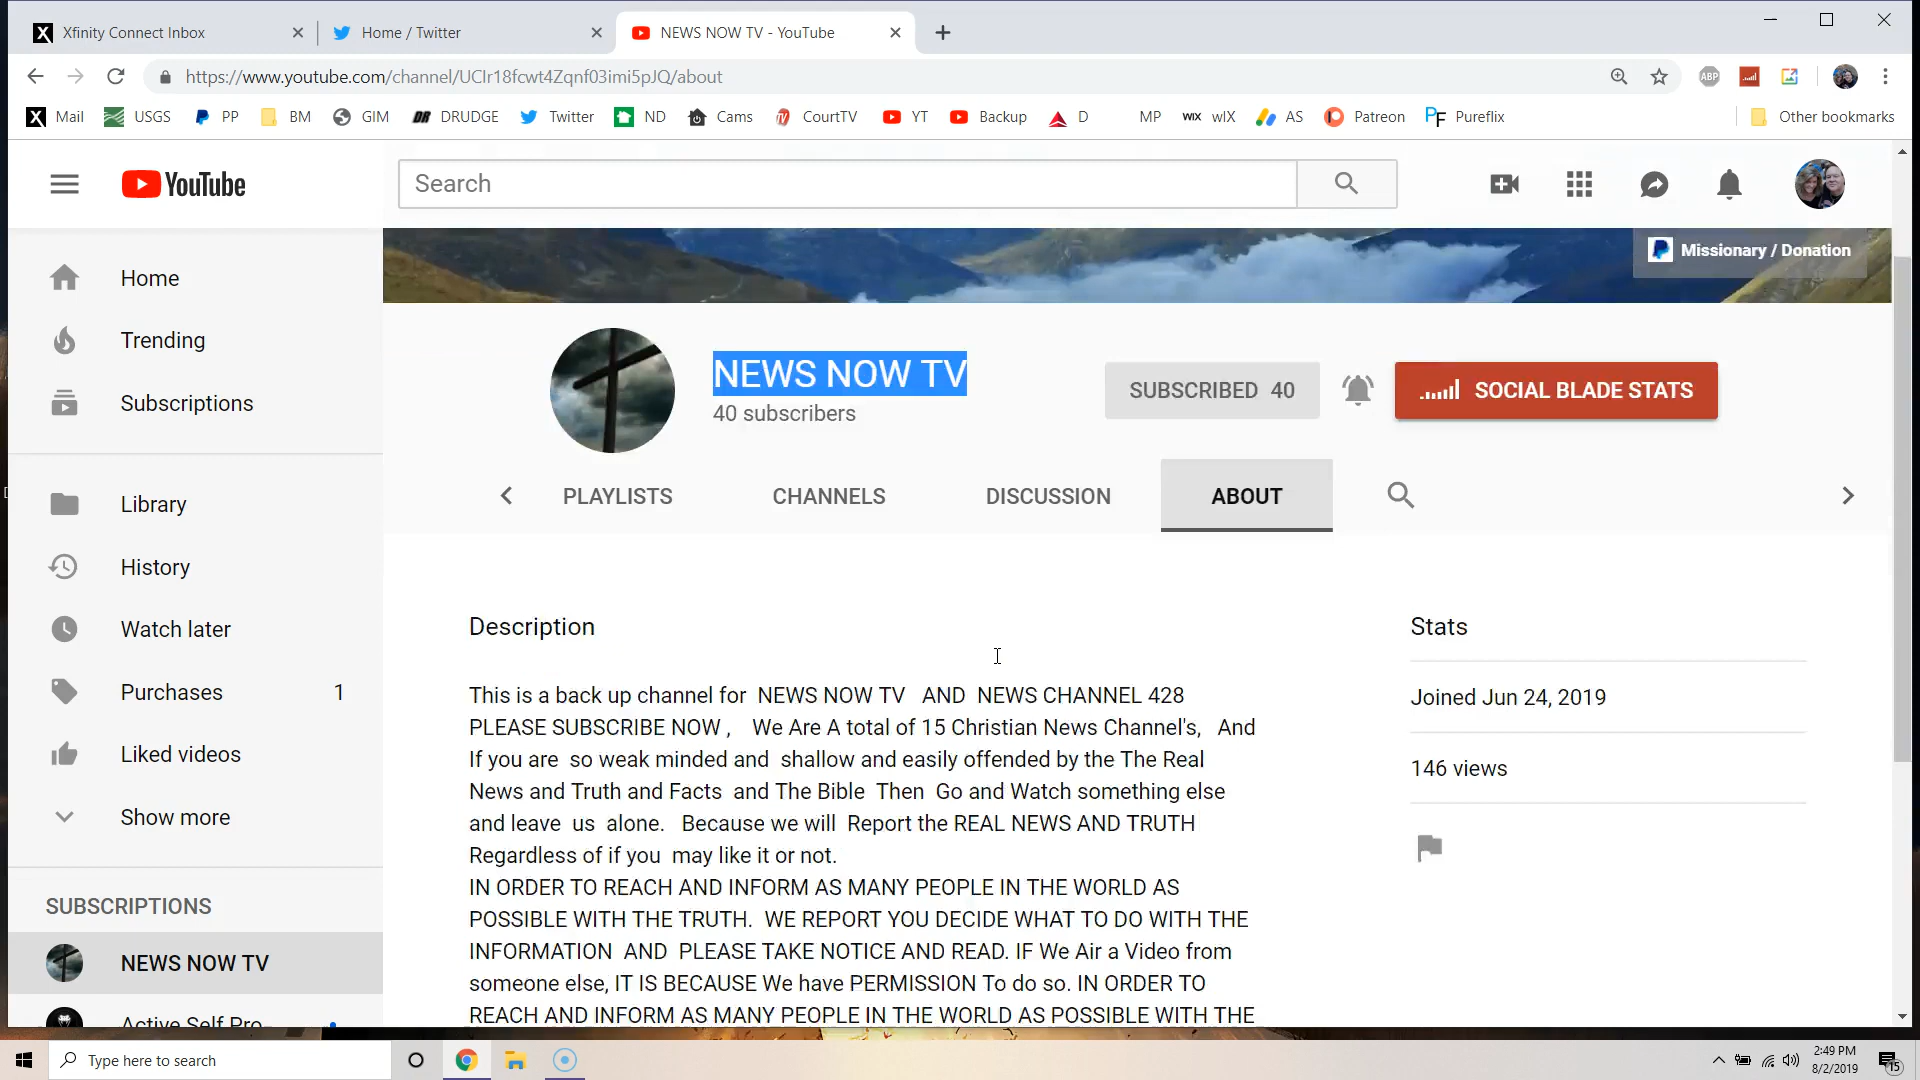 Xfinity Connect Inbox
Home / Twitter
NEWS NOW TV - YouTube
https://www.youtube.com/channel/UCIr18fcwt4Zqnf03imi5pJQ/about
ABP
X Mail USGS PP BM GIM DR DRUDGE Twitter ND Cams CourtTV YT Backup D MP WIX wIX AS Patreon PF Pureflix Other bookmarks
YouTube
Search
Missionary / Donation
Home
Trending
Subscriptions
Library
History
Watch later
Purchases 1
Liked videos
Show more
SUBSCRIPTIONS
NEWS NOW TV
Active Self Pro...
NEWS NOW TV
40 subscribers
SUBSCRIBED 40
SOCIAL BLADE STATS
PLAYLISTS CHANNELS DISCUSSION ABOUT
Description
This is a back up channel for NEWS NOW TV AND NEWS CHANNEL 428
PLEASE SUBSCRIBE NOW , We Are A total of 15 Christian News Channel's, And
If you are so weak minded and shallow and easily offended by the The Real
News and Truth and Facts and The Bible Then Go and Watch something else
and leave us alone. Because we will Report the REAL NEWS AND TRUTH
Regardless of if you may like it or not.
IN ORDER TO REACH AND INFORM AS MANY PEOPLE IN THE WORLD AS
POSSIBLE WITH THE TRUTH. WE REPORT YOU DECIDE WHAT TO DO WITH THE
INFORMATION AND PLEASE TAKE NOTICE AND READ. IF We Air a Video from
someone else, IT IS BECAUSE We have PERMISSION To do so. IN ORDER TO
REACH AND INFORM AS MANY PEOPLE IN THE WORLD AS POSSIBLE WITH THE
Stats
Joined Jun 24, 2019
146 views
Type here to search
2:49 PM
8/2/2019
15